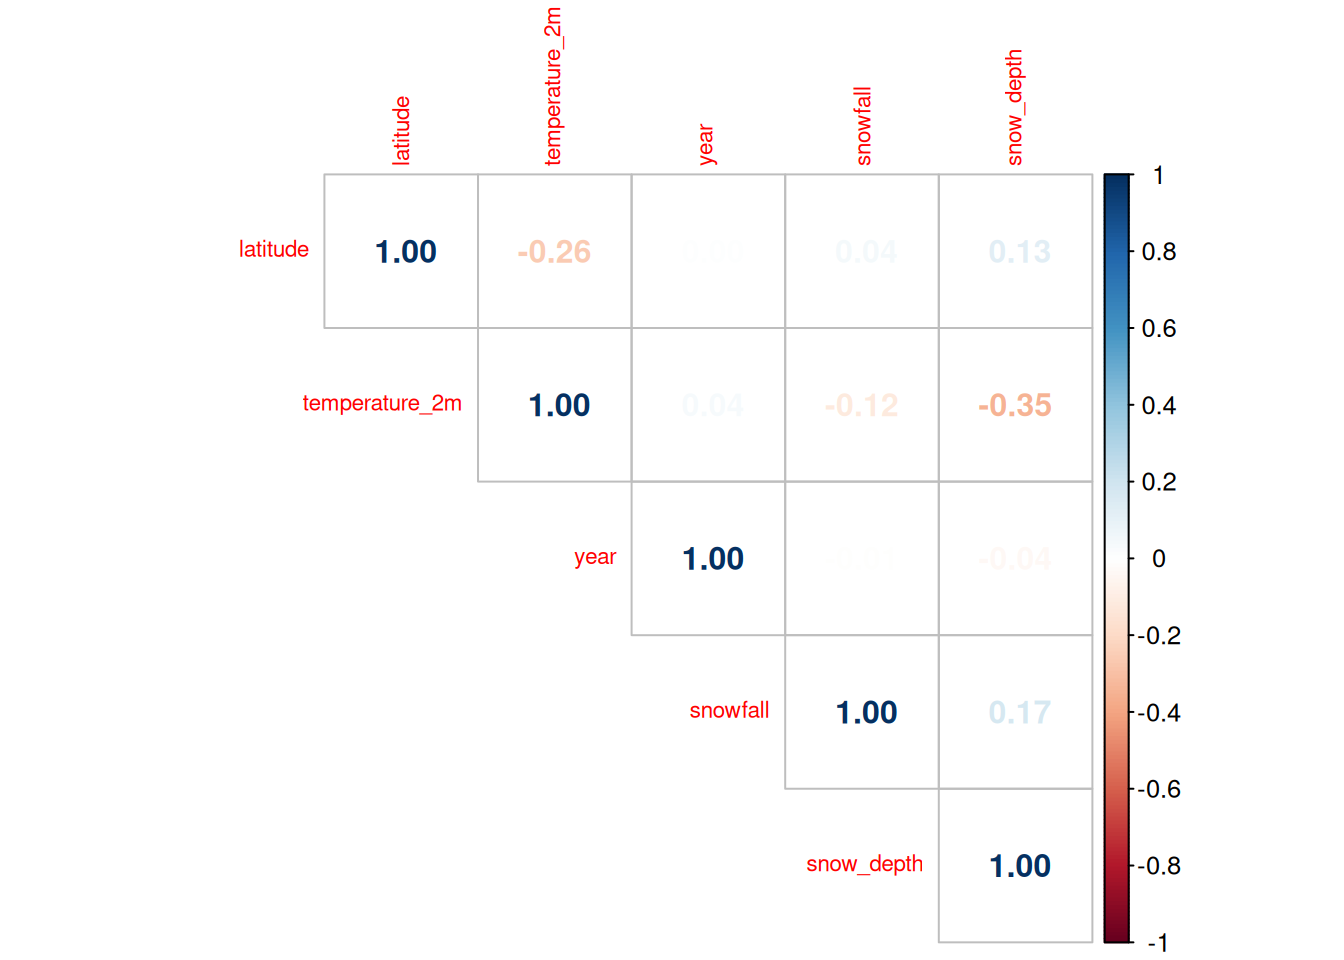 latitude temperature_2m year snowfall snow_depth
latitude 1.00 -0.26 0.04 0.13
temperature_2m 1.00 0.04 -0.12 -0.35
year 1.00 -0.04
snowfall 1.00 0.17
snow_depth 1.00
1
0.8
0.6
0.4
0.2
0
-0.2
-0.4
-0.6
-0.8
-1